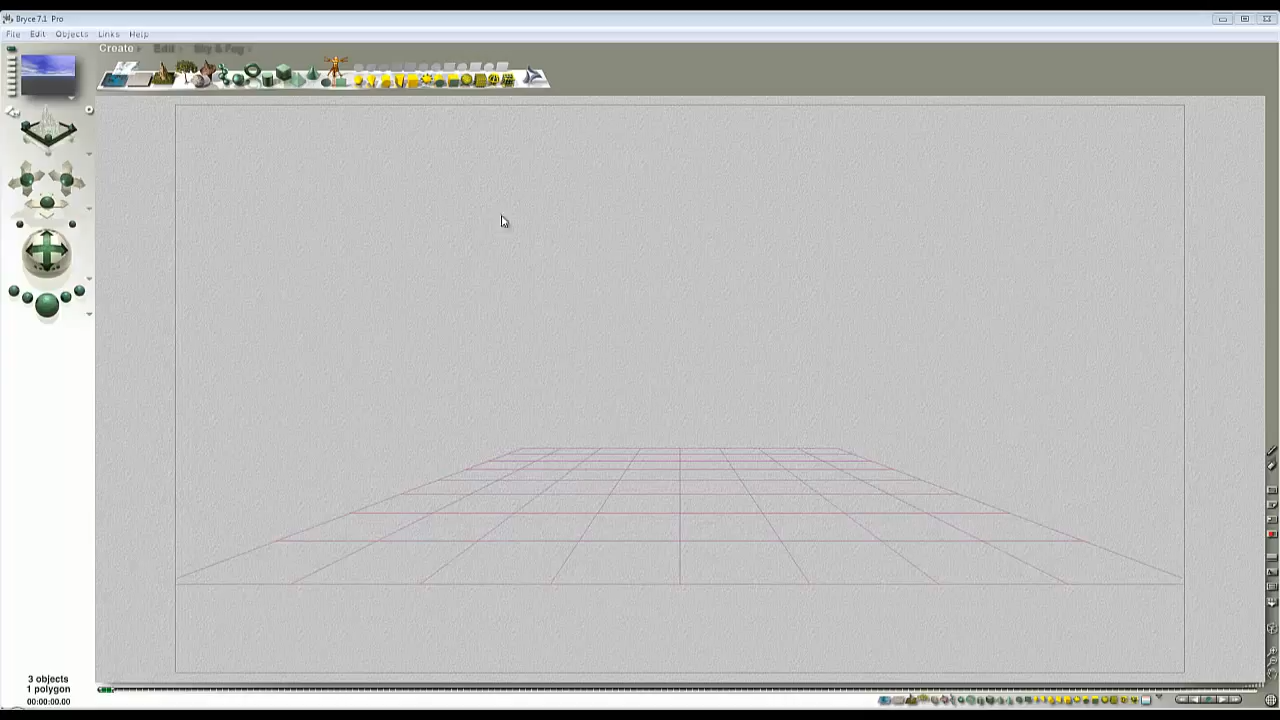 Bryce 7.1 Pro
File Edit Objects Links Help
Create Edit Sky & Fog
3 objects
1 polygon
00:00:00.00